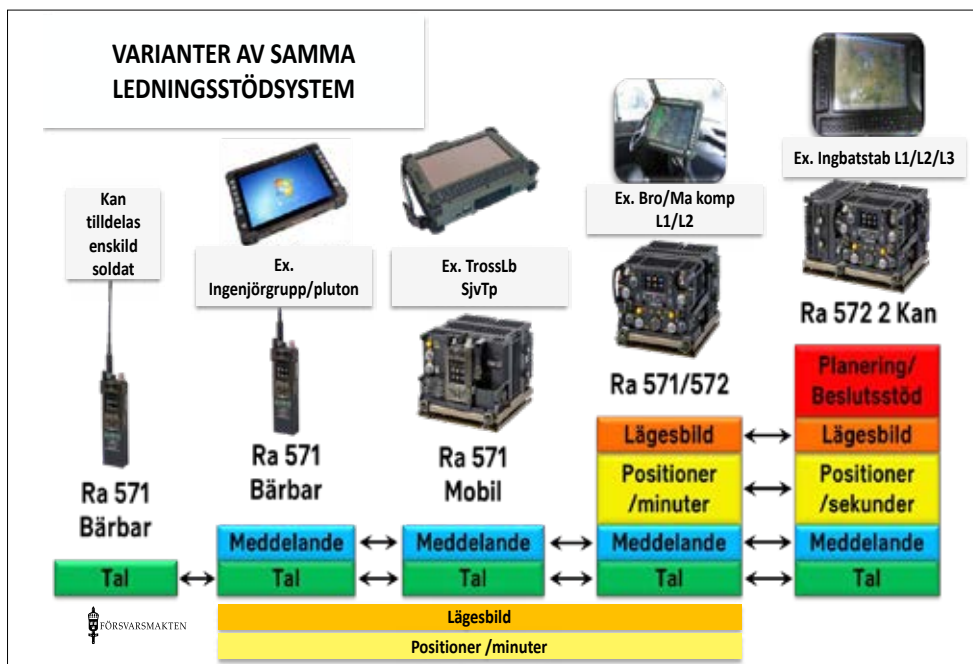 VARIANTER AV SAMMA
LEDNINGSSTÖDSYSTEM
Kan
tilldelas
enskild
soldat
Ra 571
Bärbar
Tal
Ex.
Ingenjörgrupp/pluton
Ra 571
Bärbar
Meddelande
Tal
Ex. TrossLb
SjvTp
Ra 571
Mobil
Meddelande
Tal
Ex. Bro/Ma komp
L1/L2
Ra 571/572
Lägesbild
Positioner
/minuter
Meddelande
Tal
Ex. Ingbatstab L1/L2/L3
Ra 572 2 Kan
Planering/
Beslutsstöd
Lägesbild
Positioner
/sekunder
Meddelande
Tal
FÖRSVARSMAKTEN
Lägesbild
Positioner /minuter